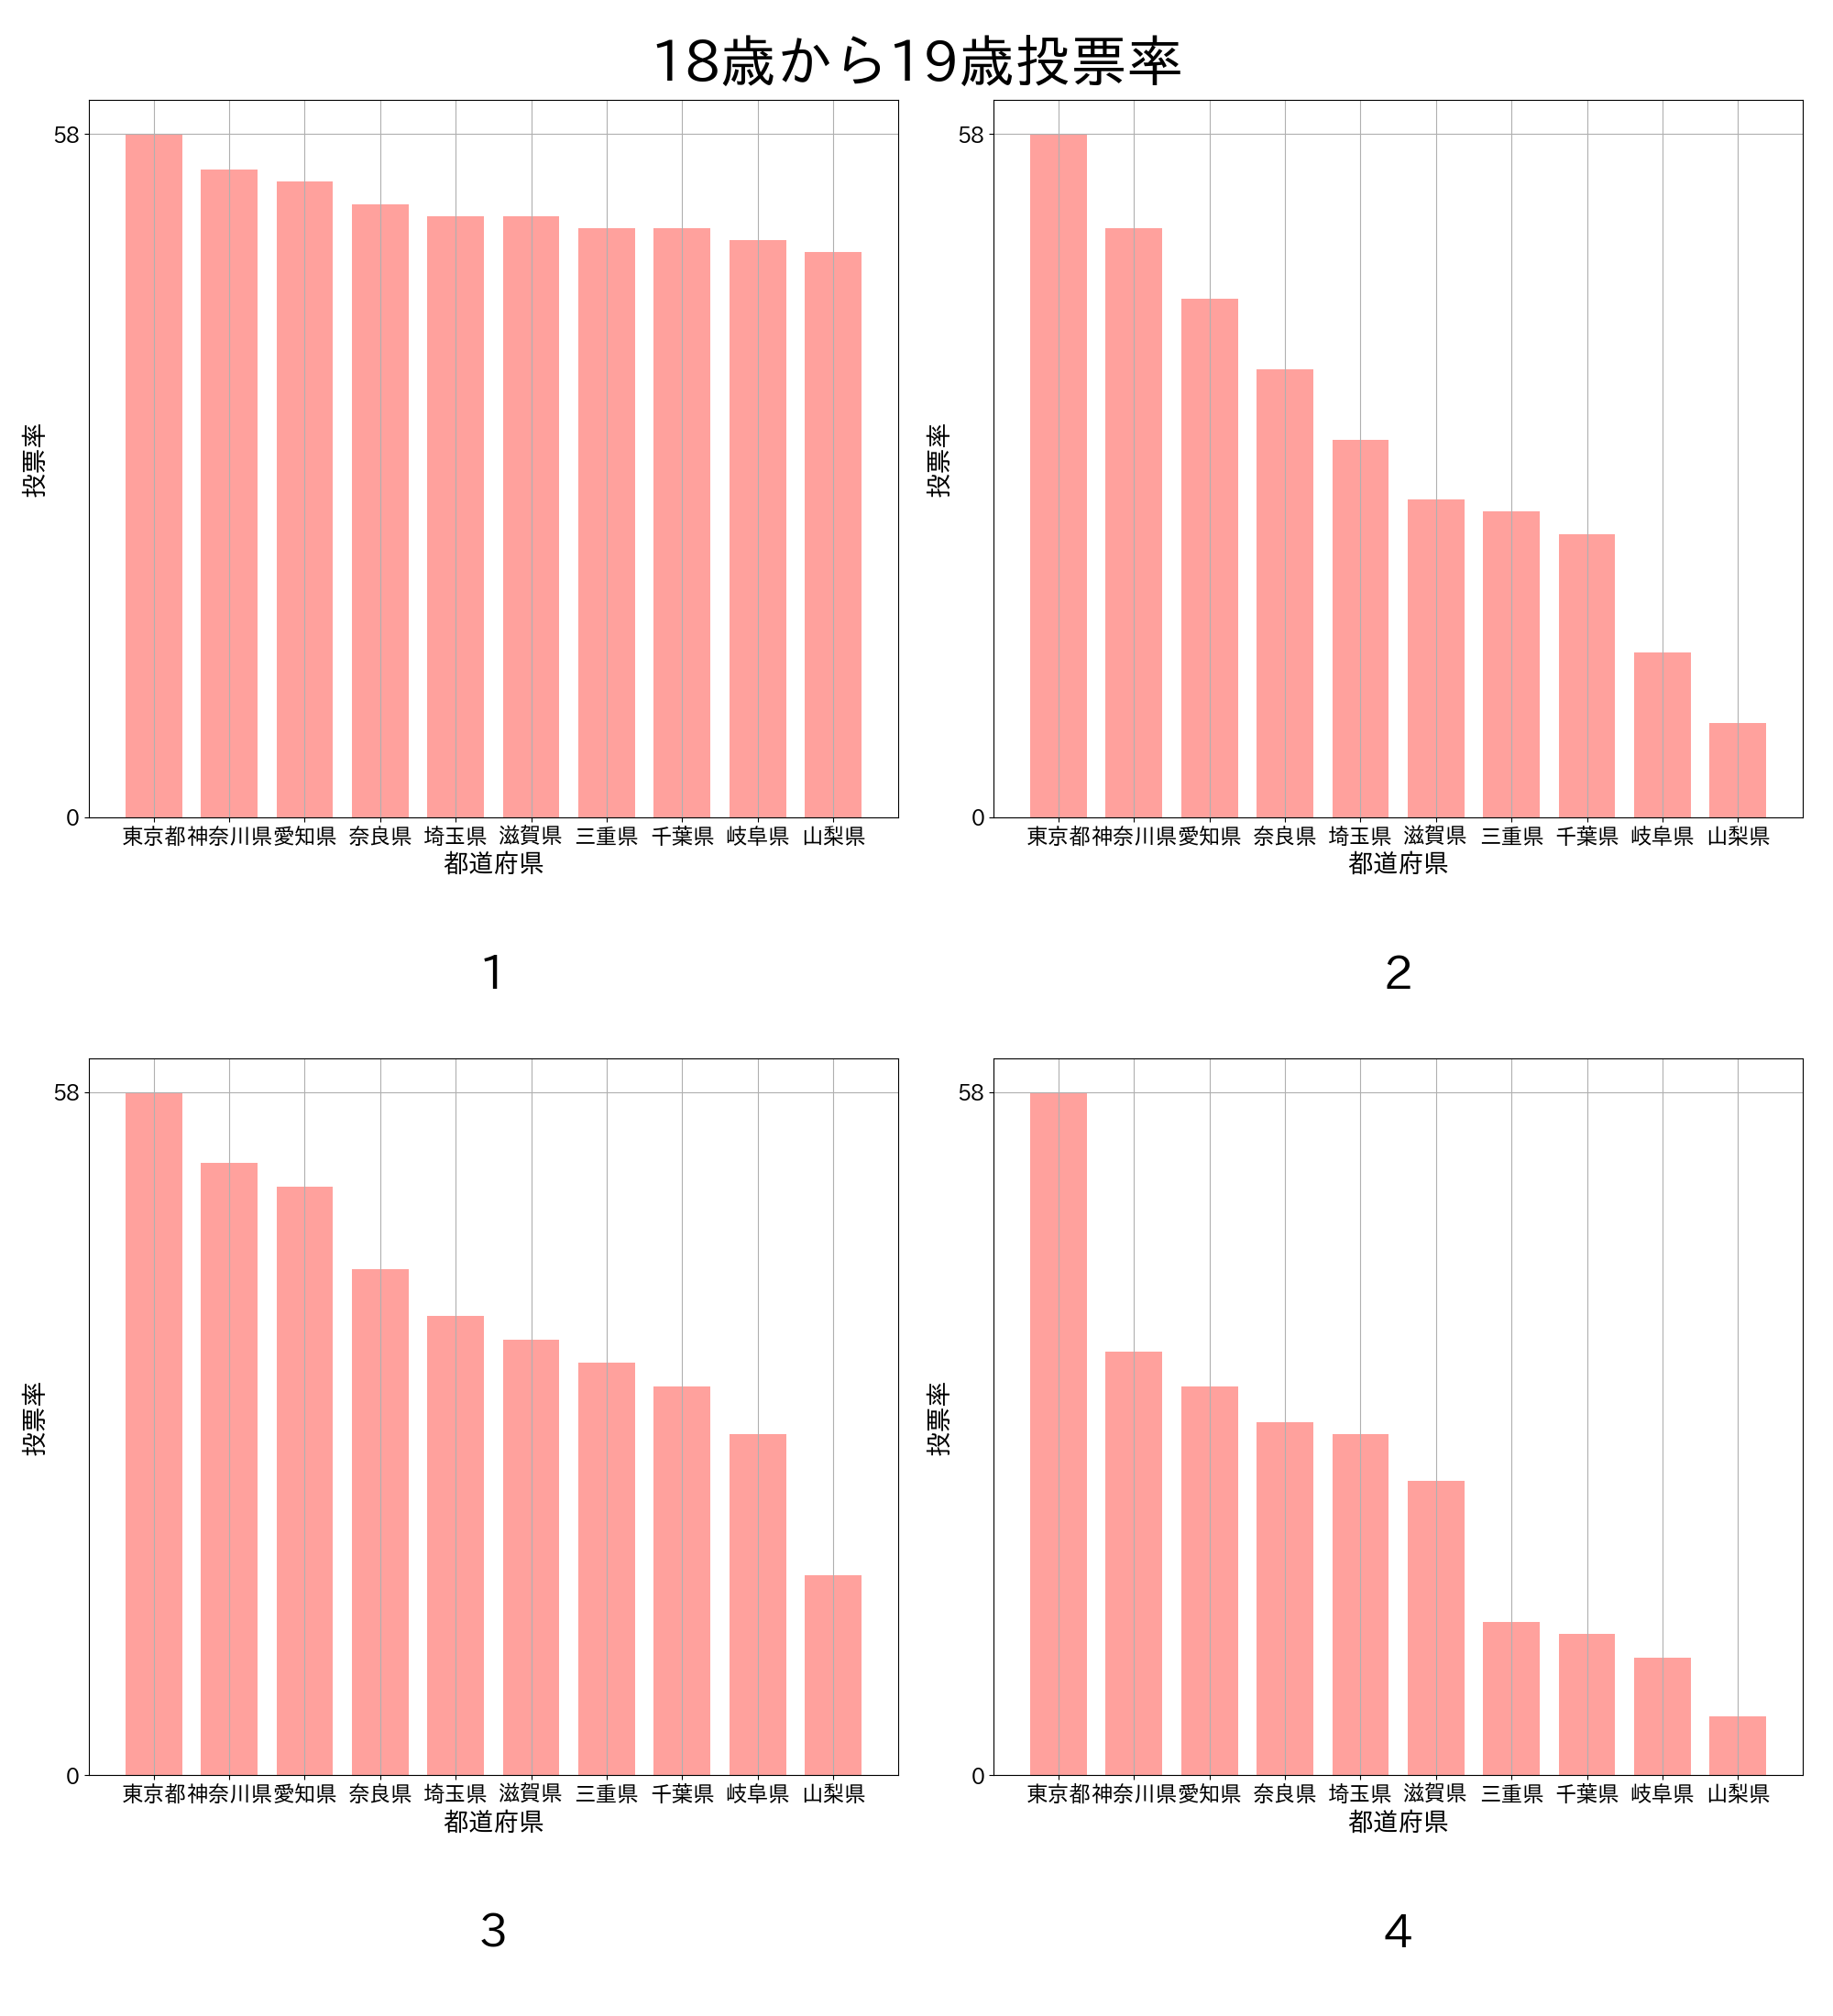 18歳から19歳投票率
58
0
投票率
東京都 神奈川県 愛知県 奈良県 埼玉県 滋賀県 三重県 千葉県 岐阜県 山梨県
都道府県
1
58
0
投票率
東京都 神奈川県 愛知県 奈良県 埼玉県 滋賀県 三重県 千葉県 岐阜県 山梨県
都道府県
2
58
0
投票率
東京都 神奈川県 愛知県 奈良県 埼玉県 滋賀県 三重県 千葉県 岐阜県 山梨県
都道府県
3
58
0
投票率
東京都 神奈川県 愛知県 奈良県 埼玉県 滋賀県 三重県 千葉県 岐阜県 山梨県
都道府県
4